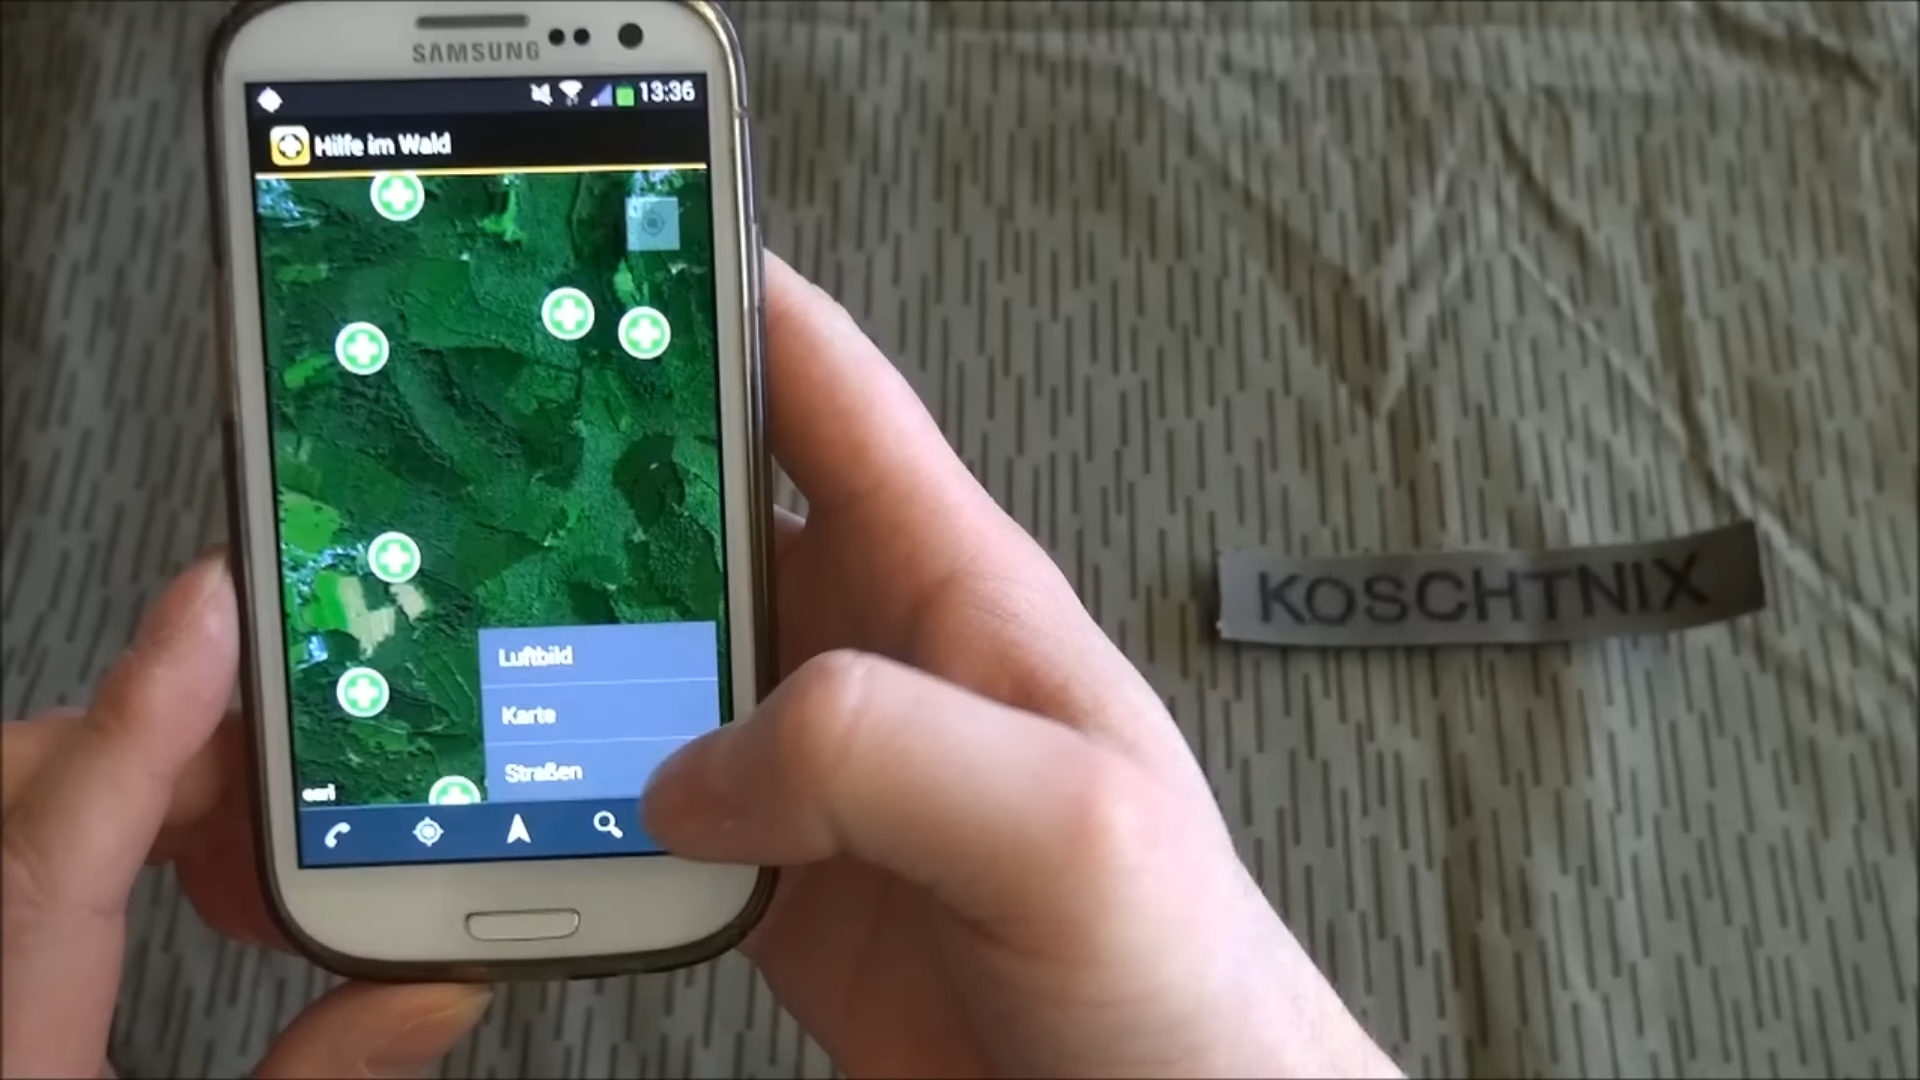 SAMSUNG
13:36
Hilfe im Wald
Luftbild
Karte
Straßen
esri
KOSCHTNIX